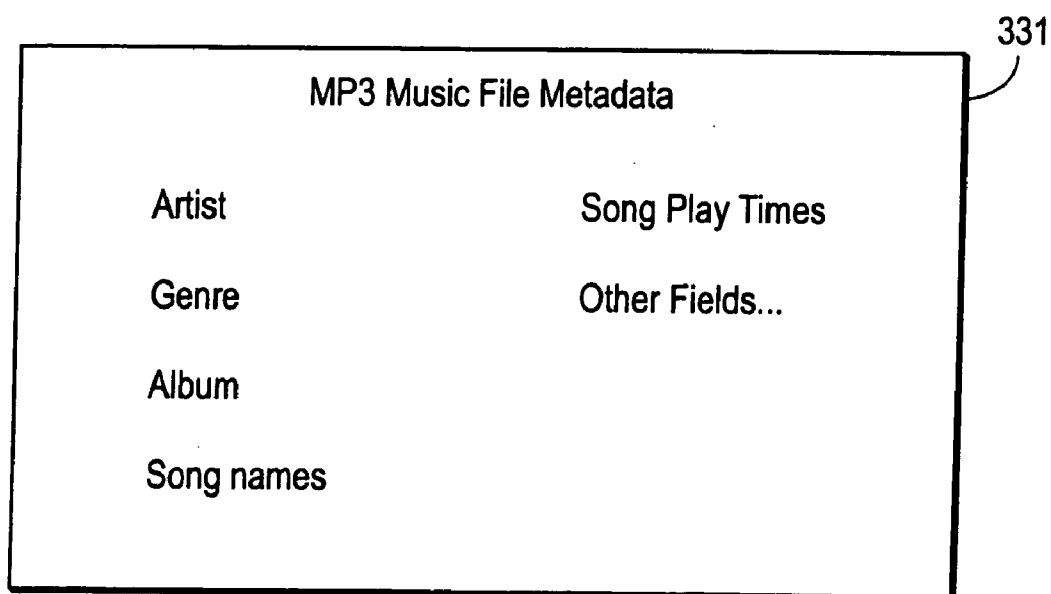 331
MP3 Music File Metadata
Artist
Song Play Times
Genre
Other Fields...
Album
Song names